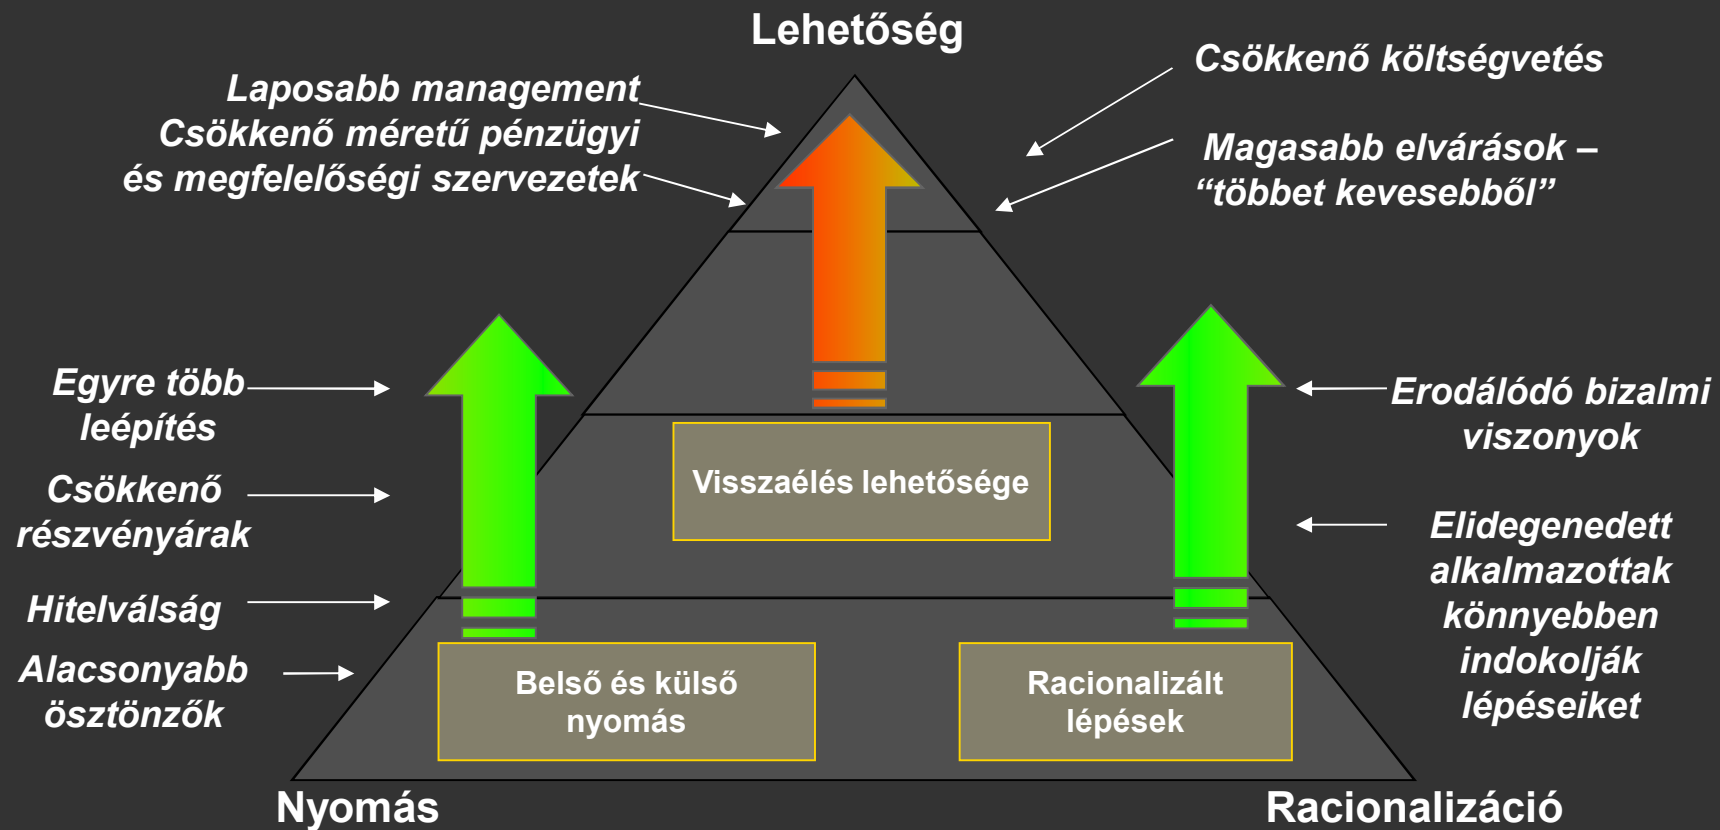 Lehetőség
Laposabb management
Csökkenő méretű pénzügyi
és megfelelőségi szervezetek
Csökkenő költségvetés
Magasabb elvárások –
“többet kevesebből”
Egyre több
leépítés
Csökkenő
részvényárak
Hitelválság
Alacsonyabb
ösztönzők
Visszaélés lehetősége
Belső és külső
nyomás
Racionalizált
lépések
Erodálódó bizalmi
viszonyok
Elidegenedett
alkalmazottak
könnyebben
indokolják
lépéseiket
Nyomás
Racionalizáció